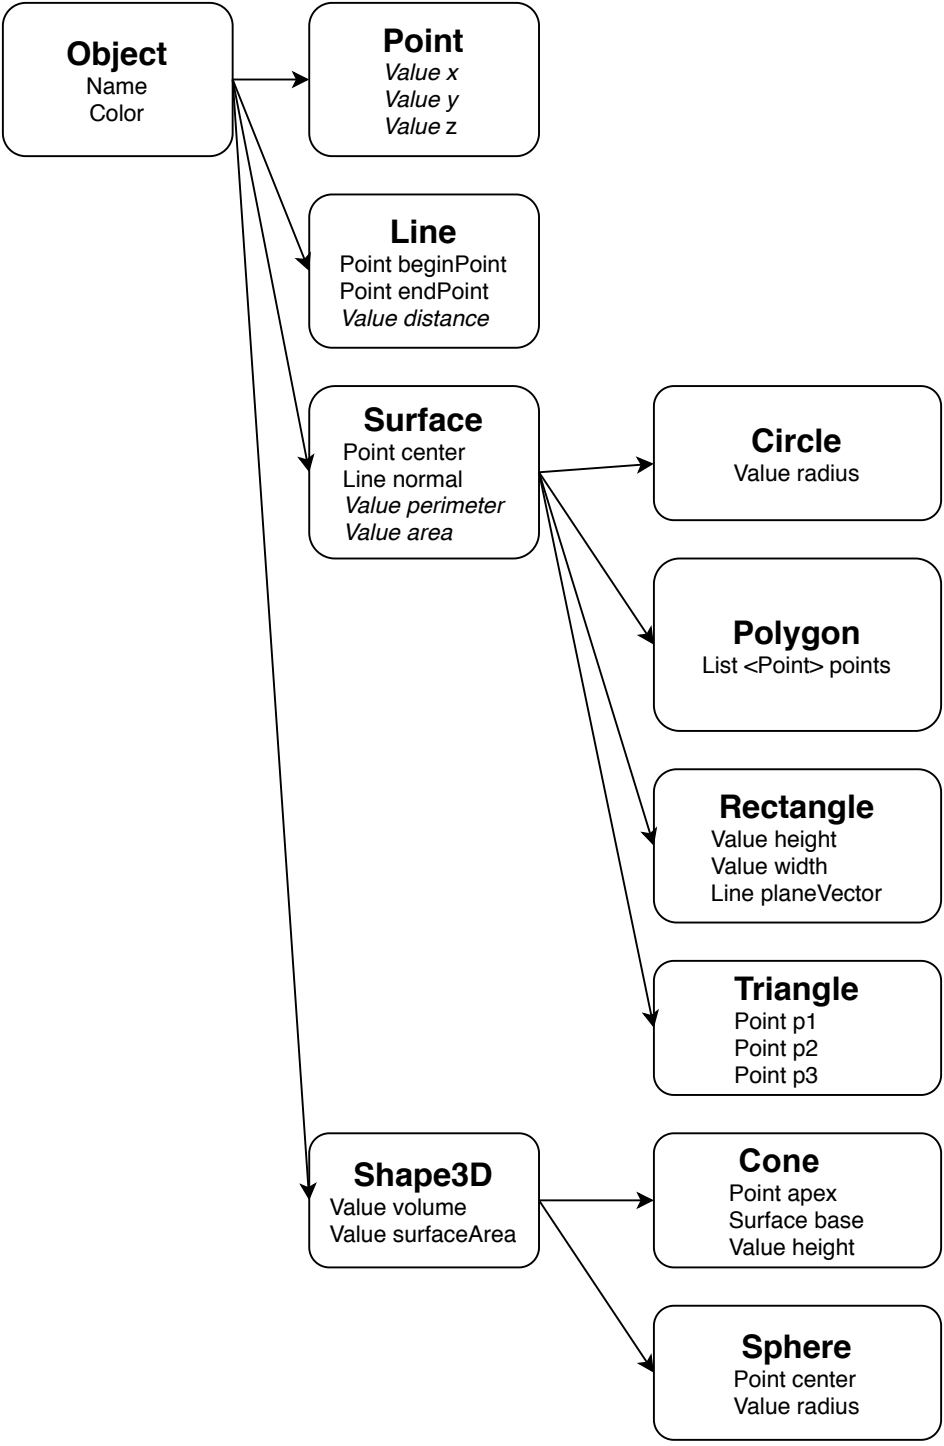 Object
Name
Color
Point
Value x
Value y
Value z
Line
Point beginPoint
Point endPoint
Value distance
Surface
Point center
Line normal
Value perimeter
Value area
Circle
Value radius
Polygon
List <Point> points
Rectangle
Value height
Value width
Line planeVector
Triangle
Point p1
Point p2
Point p3
Shape3D
Value volume
Value surfaceArea
Cone
Point apex
Surface base
Value height
Sphere
Point center
Value radius